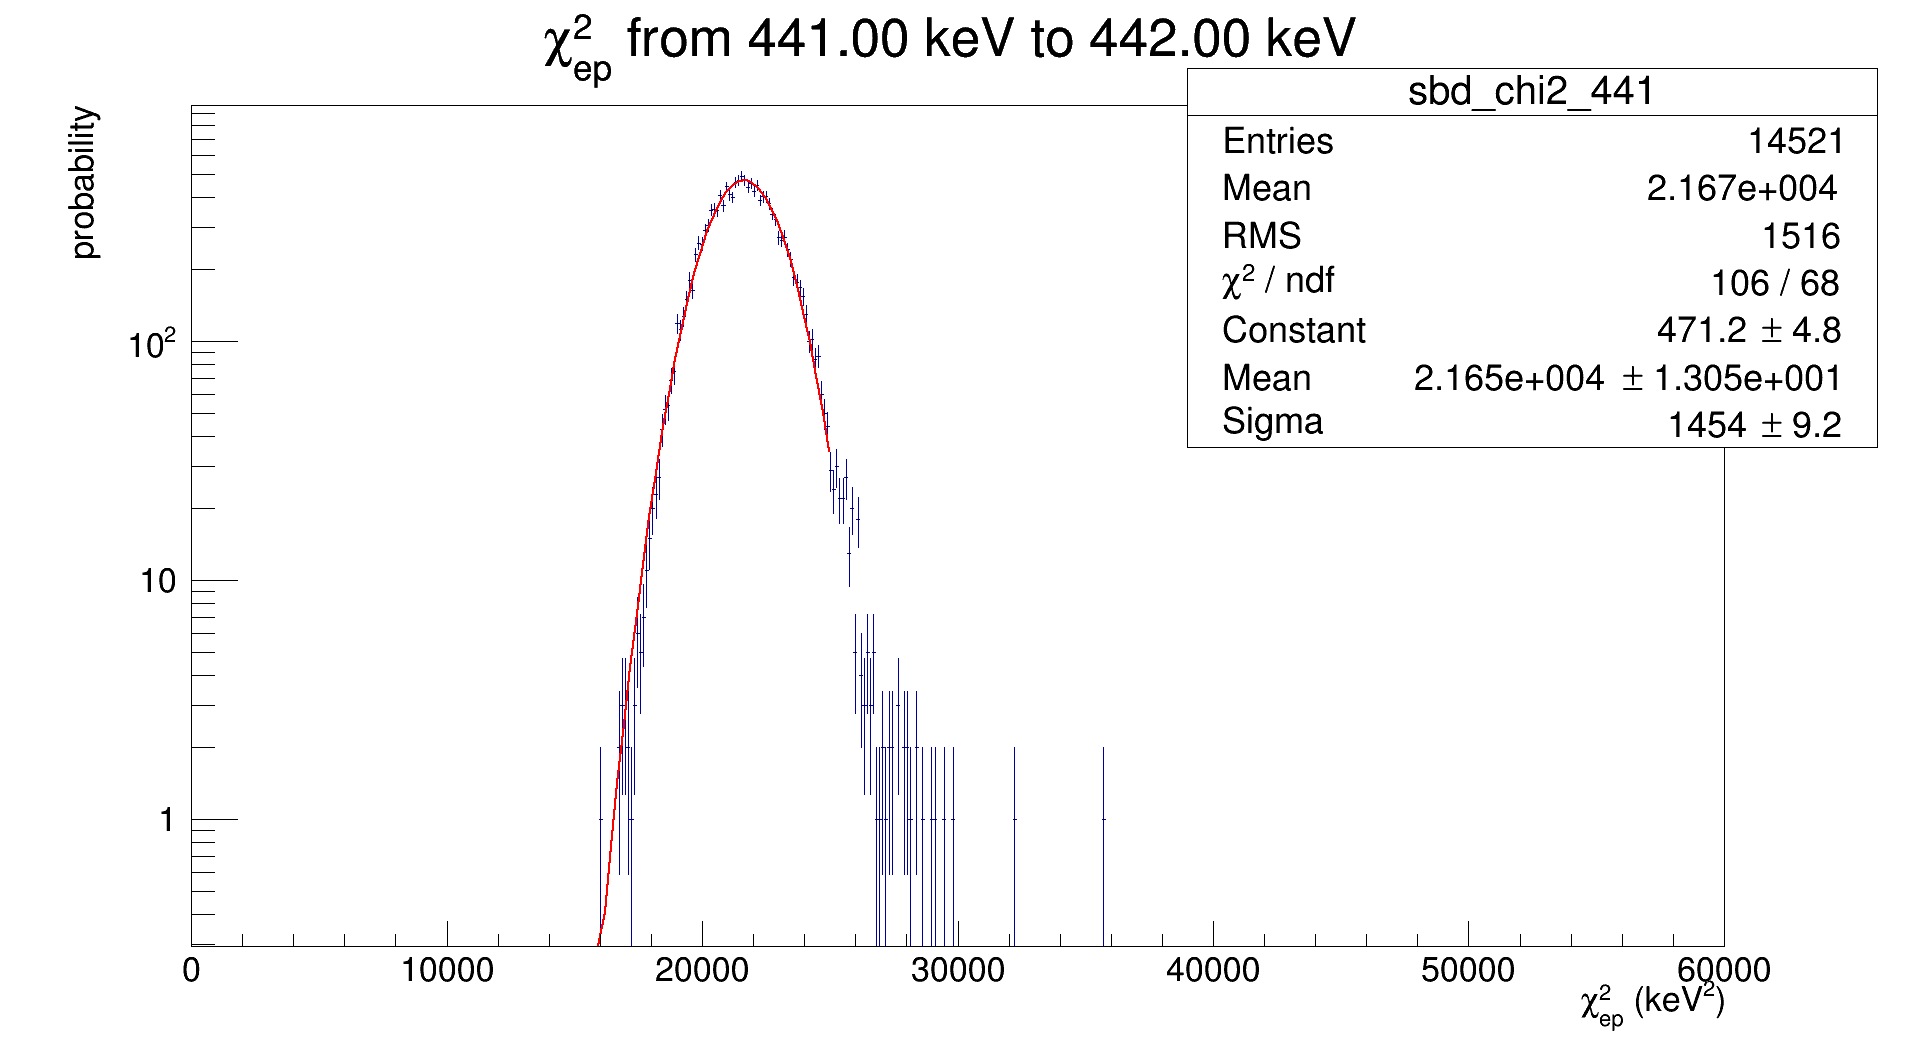 χ²ep from 441.00 keV to 442.00 keV
probability
sbd_chi2_441
Entries 14521
Mean 2.167e+004
RMS 1516
χ² / ndf 106 / 68
Constant 471.2 ± 4.8
Mean 2.165e+004 ± 1.305e+001
Sigma 1454 ± 9.2
10²
10
1
0 10000 20000 30000 40000 50000 60000
χ²ep (keV²)